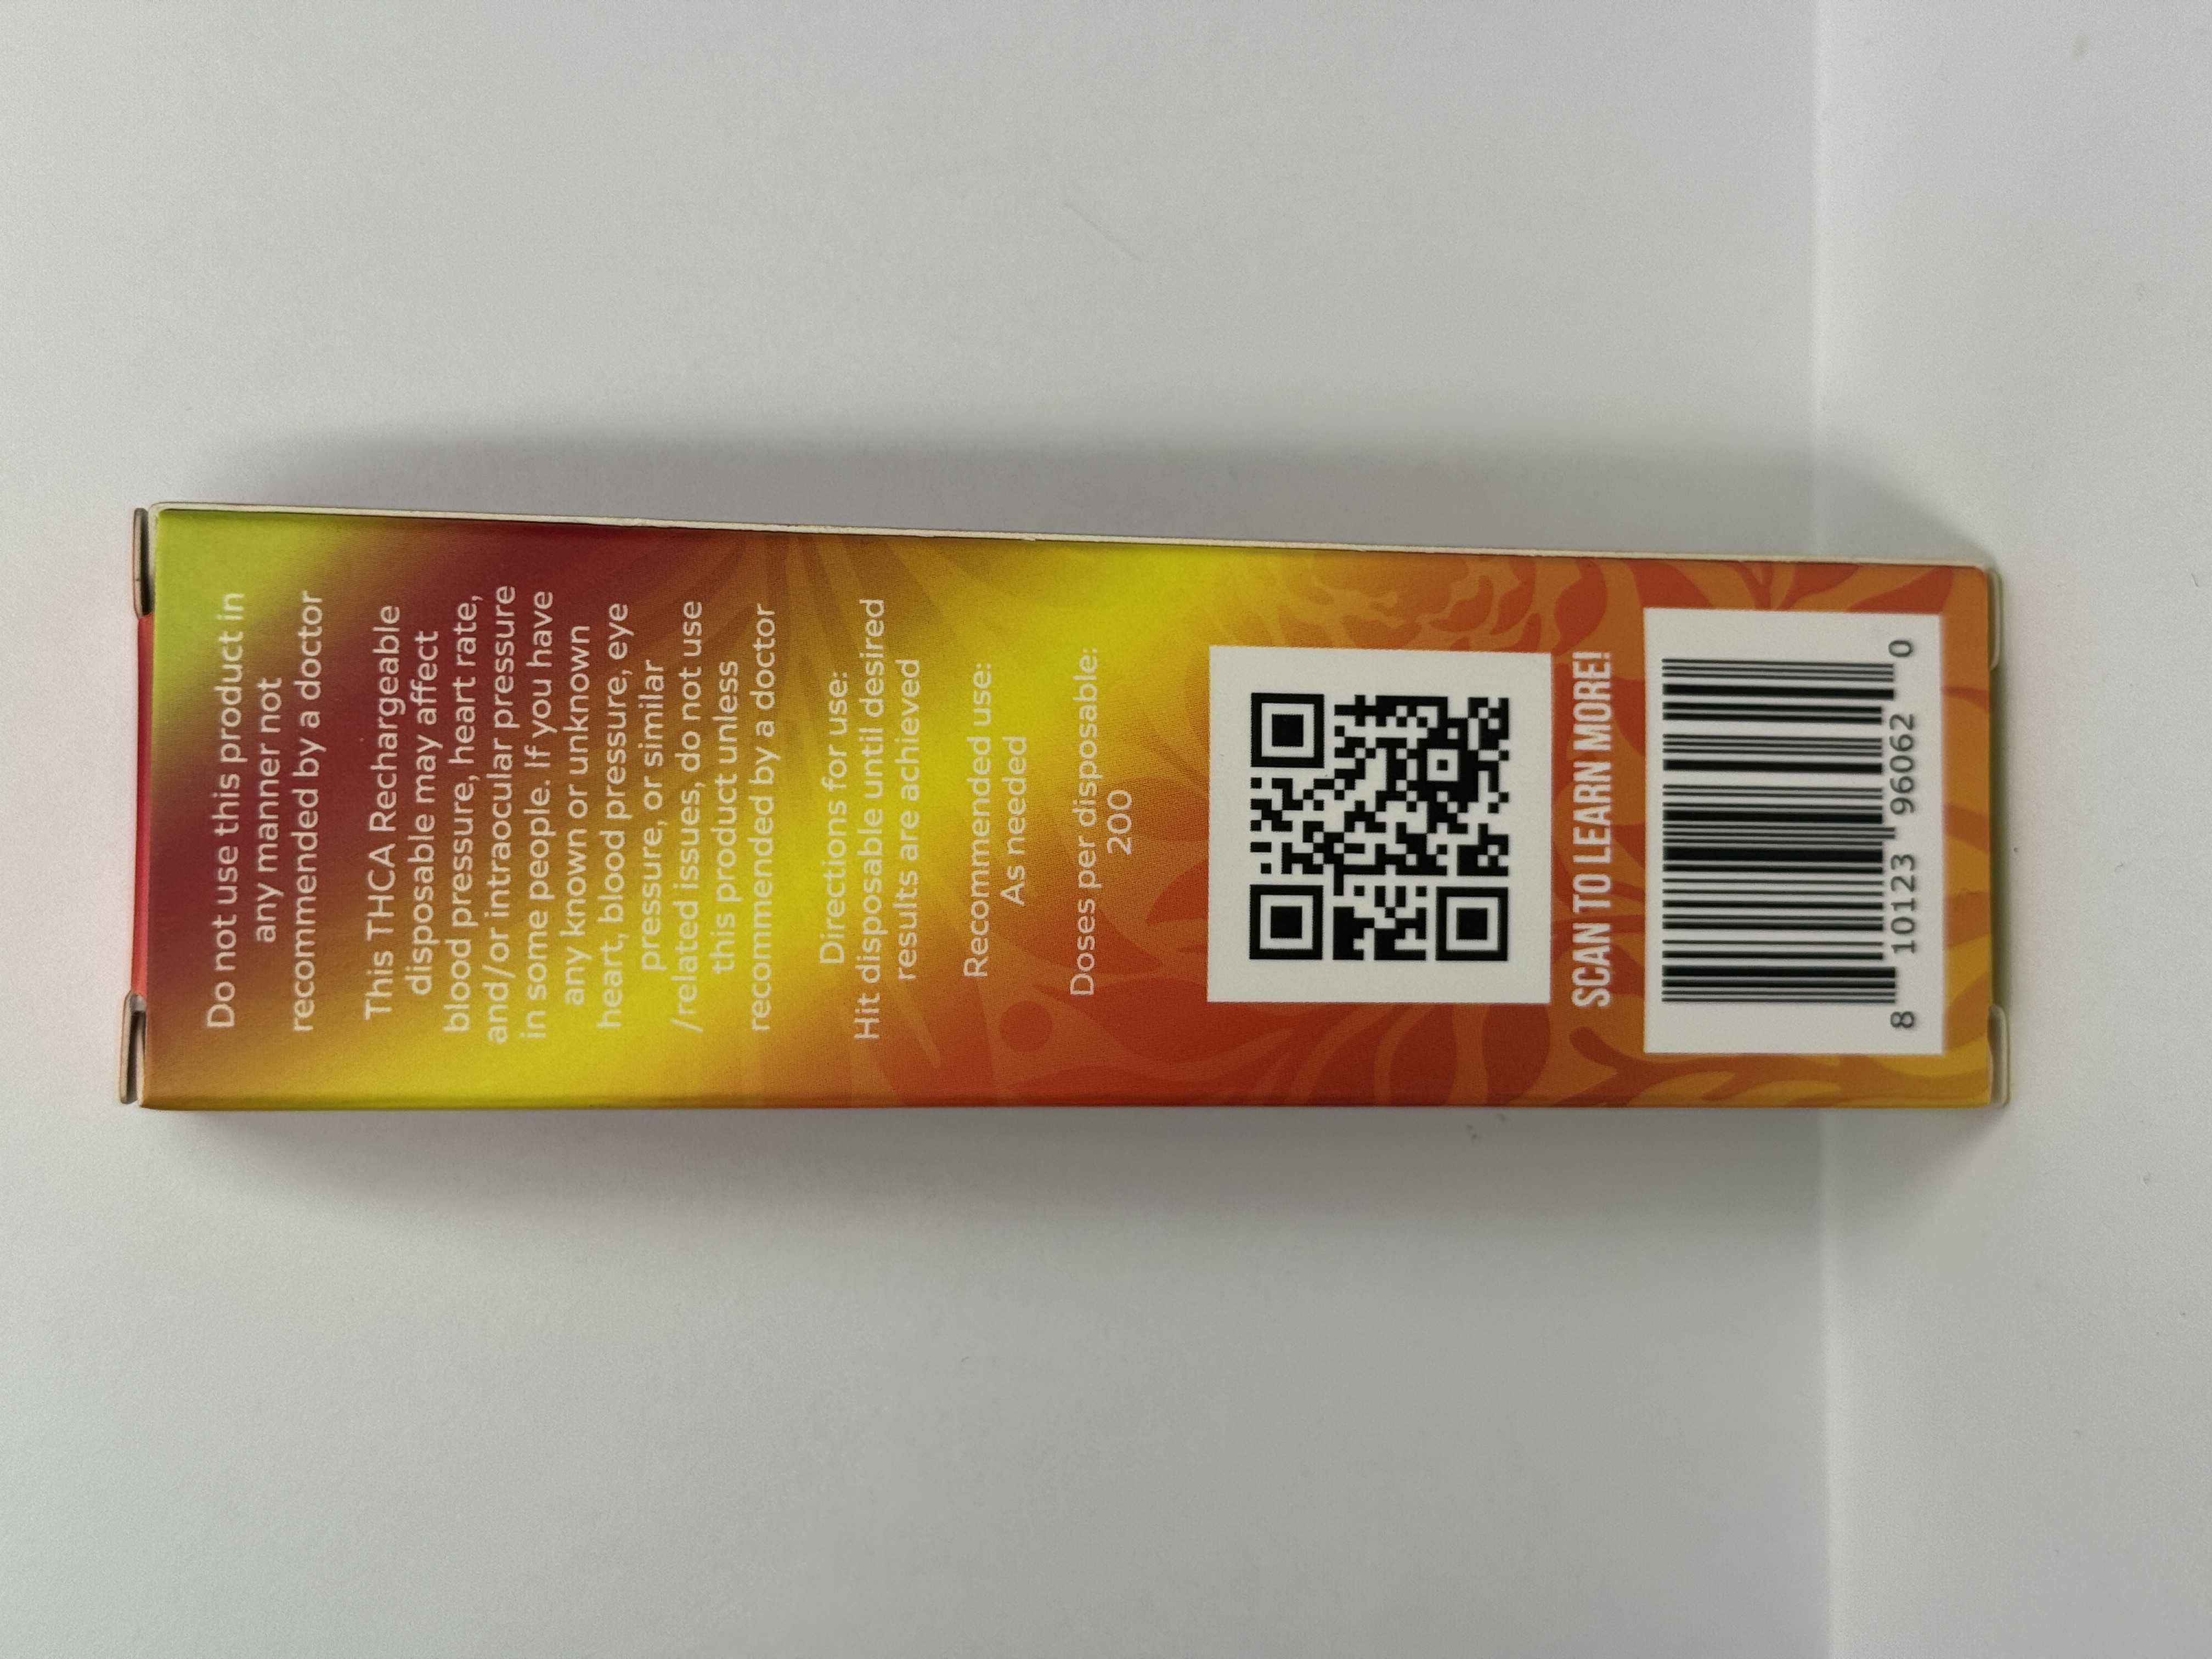 Do not use this product in
any manner not
recommended by a doctor
This THCA Rechargeable
disposable may affect
blood pressure, heart rate,
and/or intraocular pressure
in some people. If you have
any known or unknown
heart, blood pressure, eye
pressure, or similar
/related issues, do not use
this product unless
recommended by a doctor
Directions for use:
Hit disposable until desired
results are achieved
Recommended use:
As needed
Doses per disposable:
200
SCAN TO LEARN MORE!
8 10123 96062 0